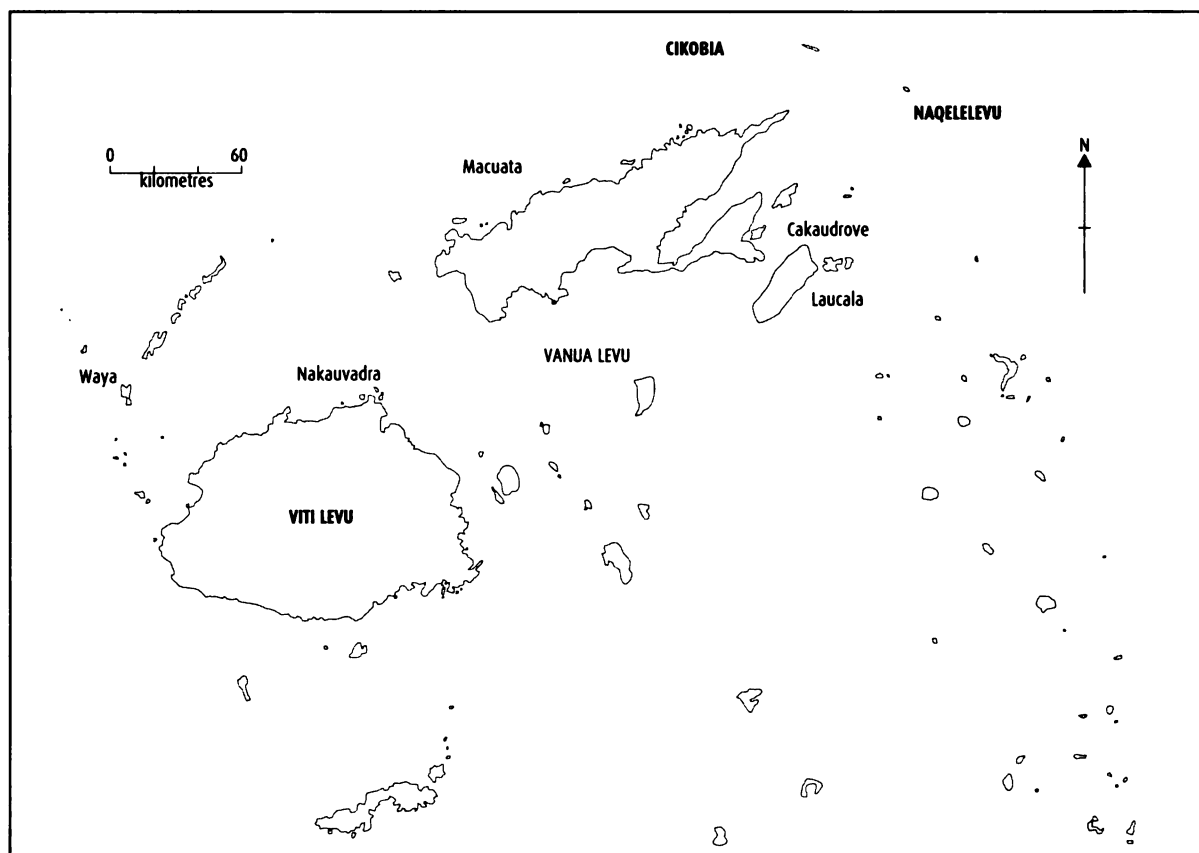 CIKOBIA
NAQELELEVU
0 60
kilometres
N
Macuata
Cakaudrove
Laucala
VANUA LEVU
Waya
Nakauvadra
VITI LEVU